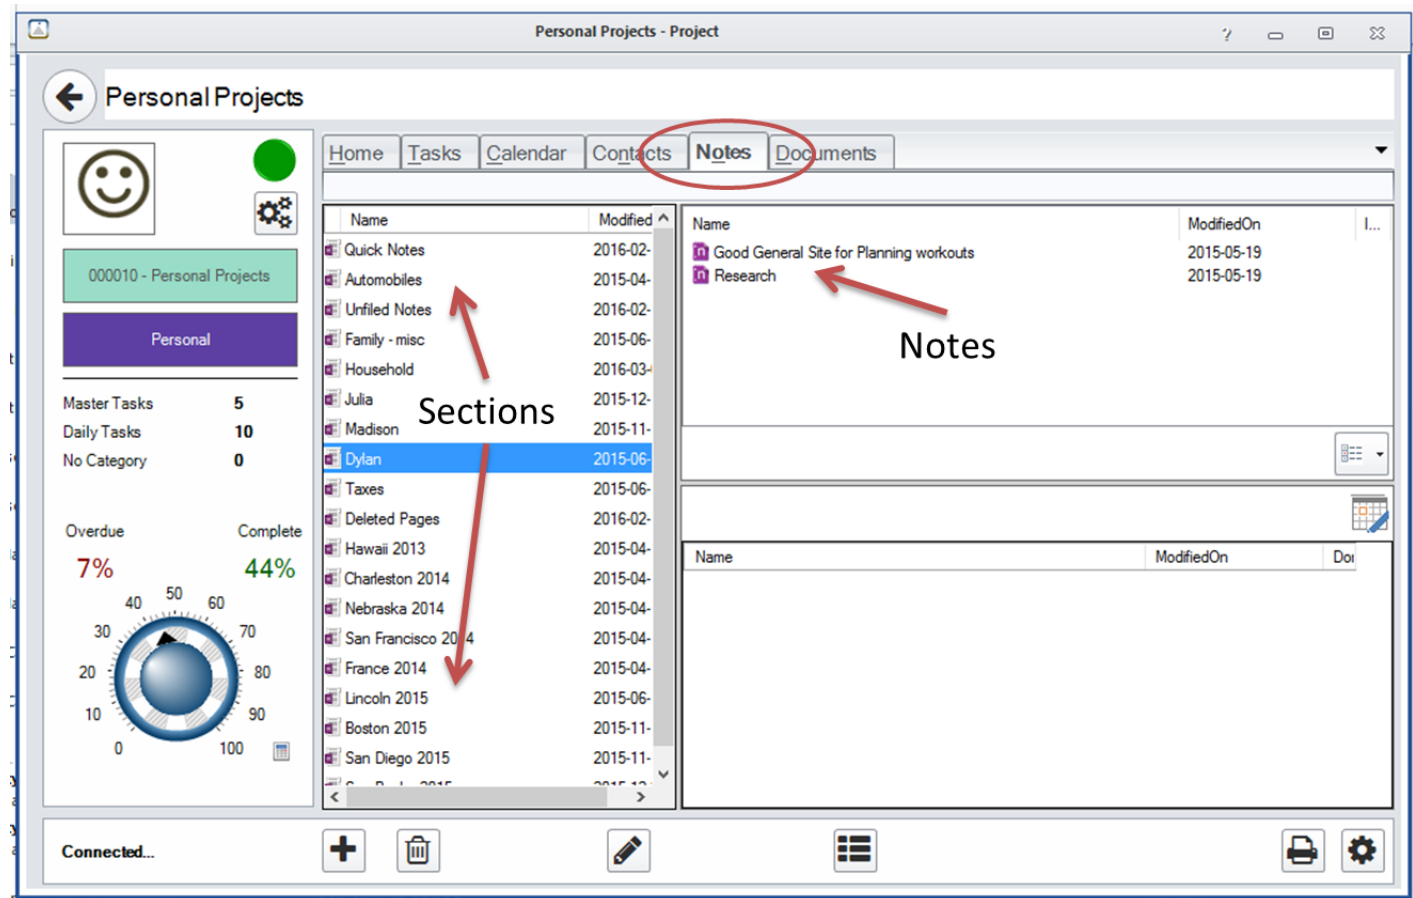 Personal Projects - Project
Personal Projects
Home Tasks Calendar Contacts Notes Documents
000010 - Personal Projects
Personal
Master Tasks 5
Daily Tasks 10
No Category 0
Overdue Complete
7% 44%
0 10 20 30 40 50 60 70 80 90 100
Name Modified
Quick Notes 2016-02-
Automobiles 2015-04-
Unfiled Notes 2016-02-
Family - misc 2015-06-
Household 2016-03-
Julia 2015-12-
Madison 2015-11-
Dylan 2015-06-
Taxes 2015-06-
Deleted Pages 2016-02-
Hawaii 2013 2015-04-
Charleston 2014 2015-04-
Nebraska 2014 2015-04-
San Francisco 2014 2015-04-
France 2014 2015-04-
Lincoln 2015 2015-06-
Boston 2015 2015-11-
San Diego 2015 2015-11-
Sections
Name ModifiedOn I...
Good General Site for Planning workouts 2015-05-19
Research 2015-05-19
Notes
Name ModifiedOn Dor
Connected...